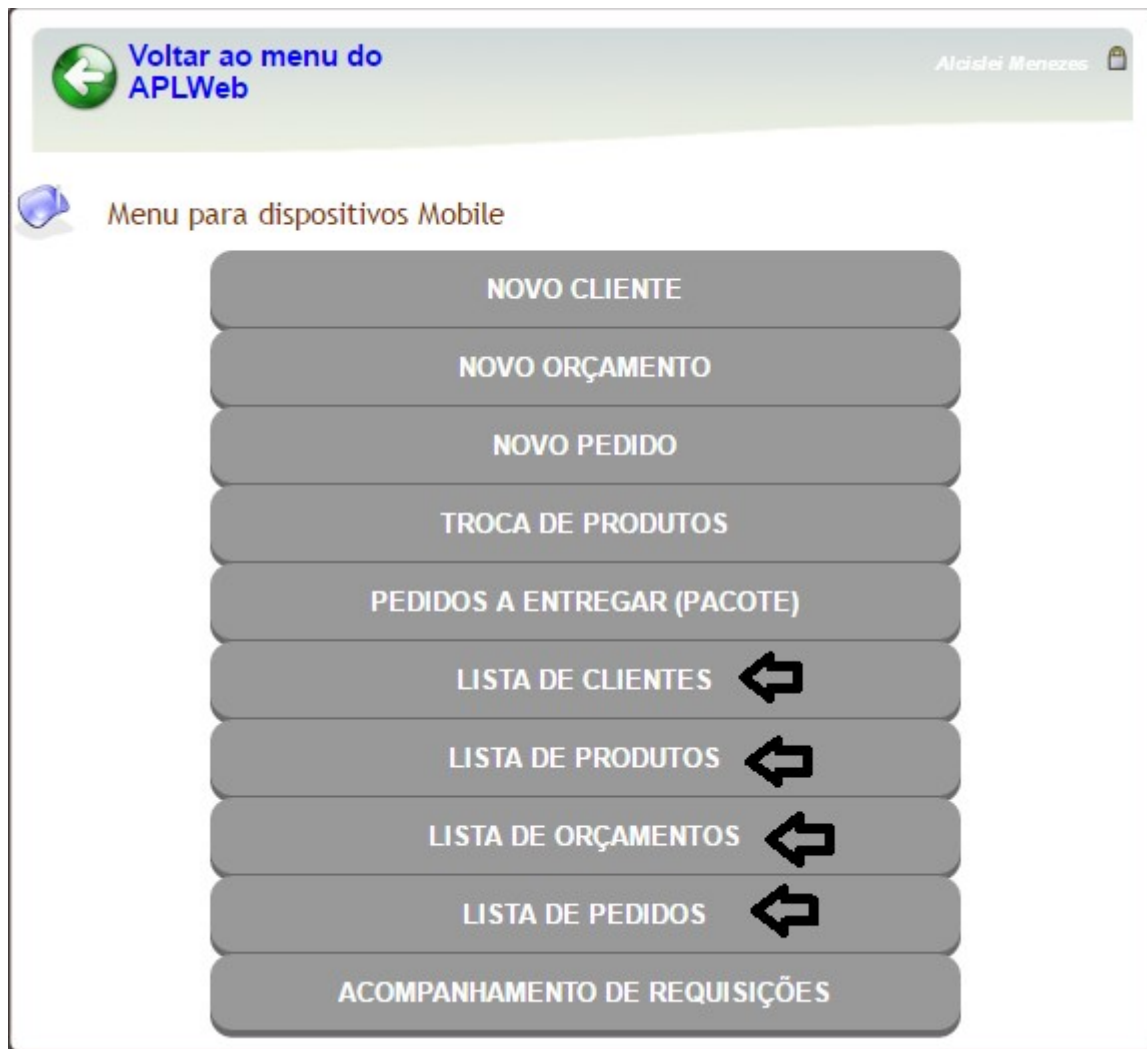 Voltar ao menu do
APLWeb
Alcislei Menezes
Menu para dispositivos Mobile
NOVO CLIENTE
NOVO ORÇAMENTO
NOVO PEDIDO
TROCA DE PRODUTOS
PEDIDOS A ENTREGAR (PACOTE)
LISTA DE CLIENTES
LISTA DE PRODUTOS
LISTA DE ORÇAMENTOS
LISTA DE PEDIDOS
ACOMPANHAMENTO DE REQUISIÇÕES